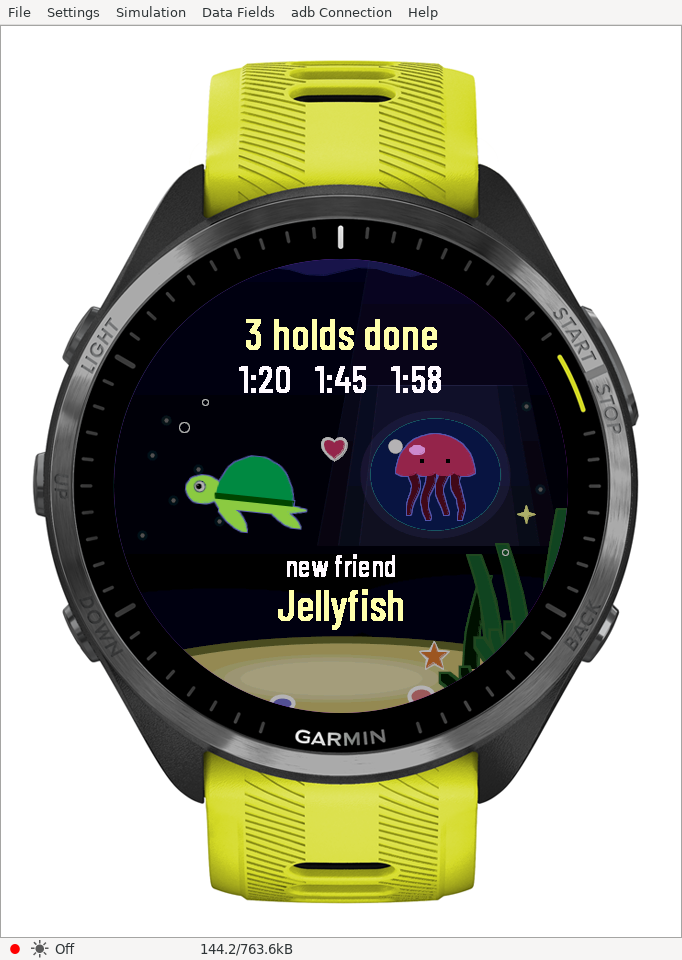 File Settings Simulation Data Fields adb Connection Help
LIGHT
START
STOP
3 holds done
1:20 1:45 1:58
UP
new friend
Jellyfish
DOWN
BACK
GARMIN
Off 144.2/763.6kB